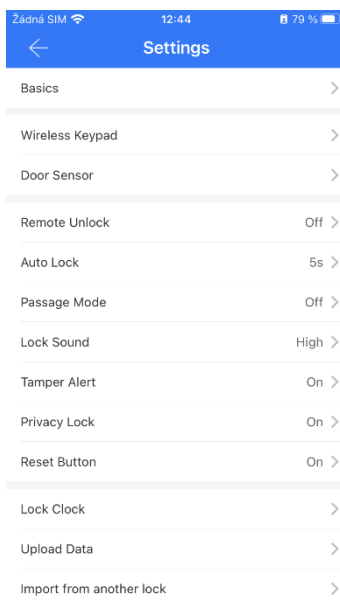 Žádná SIM 12:44 79 %
Settings
Basics
Wireless Keypad
Door Sensor
Remote Unlock Off
Auto Lock 5s
Passage Mode Off
Lock Sound High
Tamper Alert On
Privacy Lock On
Reset Button On
Lock Clock
Upload Data
Import from another lock